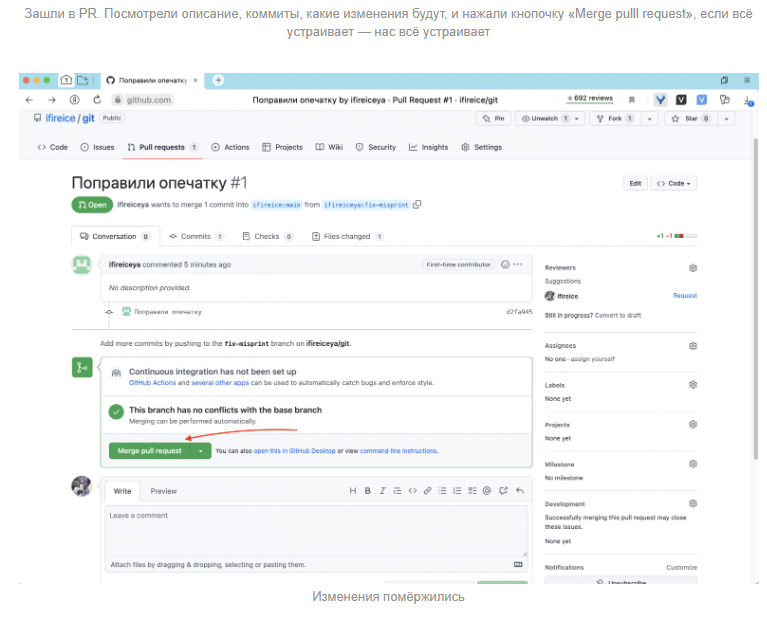 Зашли в PR. Посмотрели описание, коммиты, какие изменения будут, и нажали кнопочку «Merge pulll request», если всё
устраивает — нас всё устраивает
Поправили опечатку
github.com
Поправили опечатку by ifireiceya · Pull Request #1 · ifireice/git
692 reviews
ifireice / git Public
Pin
Unwatch 1
Fork 1
Star 0
Code
Issues
Pull requests 1
Actions
Projects
Wiki
Security
Insights
Settings
Поправили опечатку #1
Edit
Code
Open
ifireiceya wants to merge 1 commit into ifireice:main from ifireiceya:fix-misprint
Conversation 0
Commits 1
Checks 0
Files changed 1
+1 −1
ifireiceya commented 5 minutes ago
First-time contributor
No description provided.
Поправили опечатку
d2fa945
Add more commits by pushing to the fix-misprint branch on ifireiceya/git.
Continuous integration has not been set up
GitHub Actions and several other apps can be used to automatically catch bugs and enforce style.
This branch has no conflicts with the base branch
Merging can be performed automatically.
Merge pull request
You can also open this in GitHub Desktop or view command line instructions.
Write
Preview
Leave a comment
Attach files by dragging & dropping, selecting or pasting them.
Reviewers
Suggestions
ifireice
Request
Still in progress? Convert to draft
Assignees
No one—assign yourself
Labels
None yet
Projects
None yet
Milestone
No milestone
Development
Successfully merging this pull request may close
these issues.
None yet
Notifications
Customize
Unsubscribe
Изменения помёржились